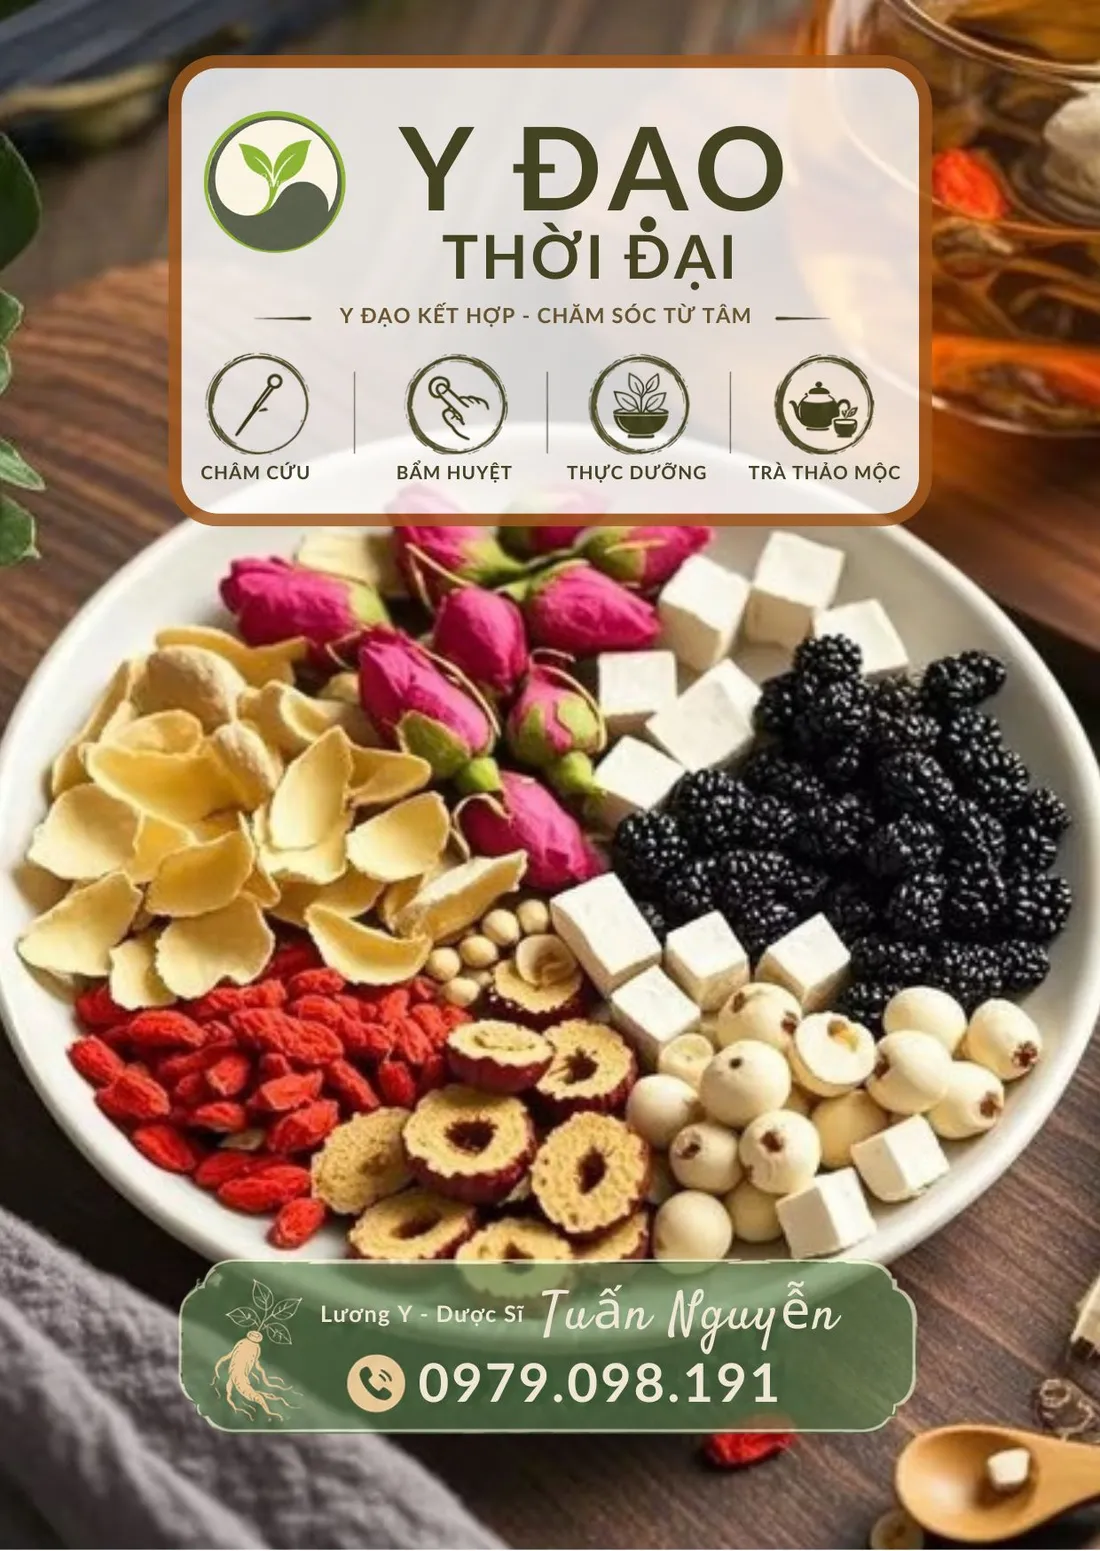 Y ĐẠO
THỜI ĐẠI
Y ĐẠO KẾT HỢP - CHĂM SÓC TỪ TÂM
CHÂM CỨU
BẤM HUYỆT
THỰC DƯỠNG
TRÀ THẢO MỘC
Lương Y - Dược Sĩ Tuấn Nguyễn
0979.098.191